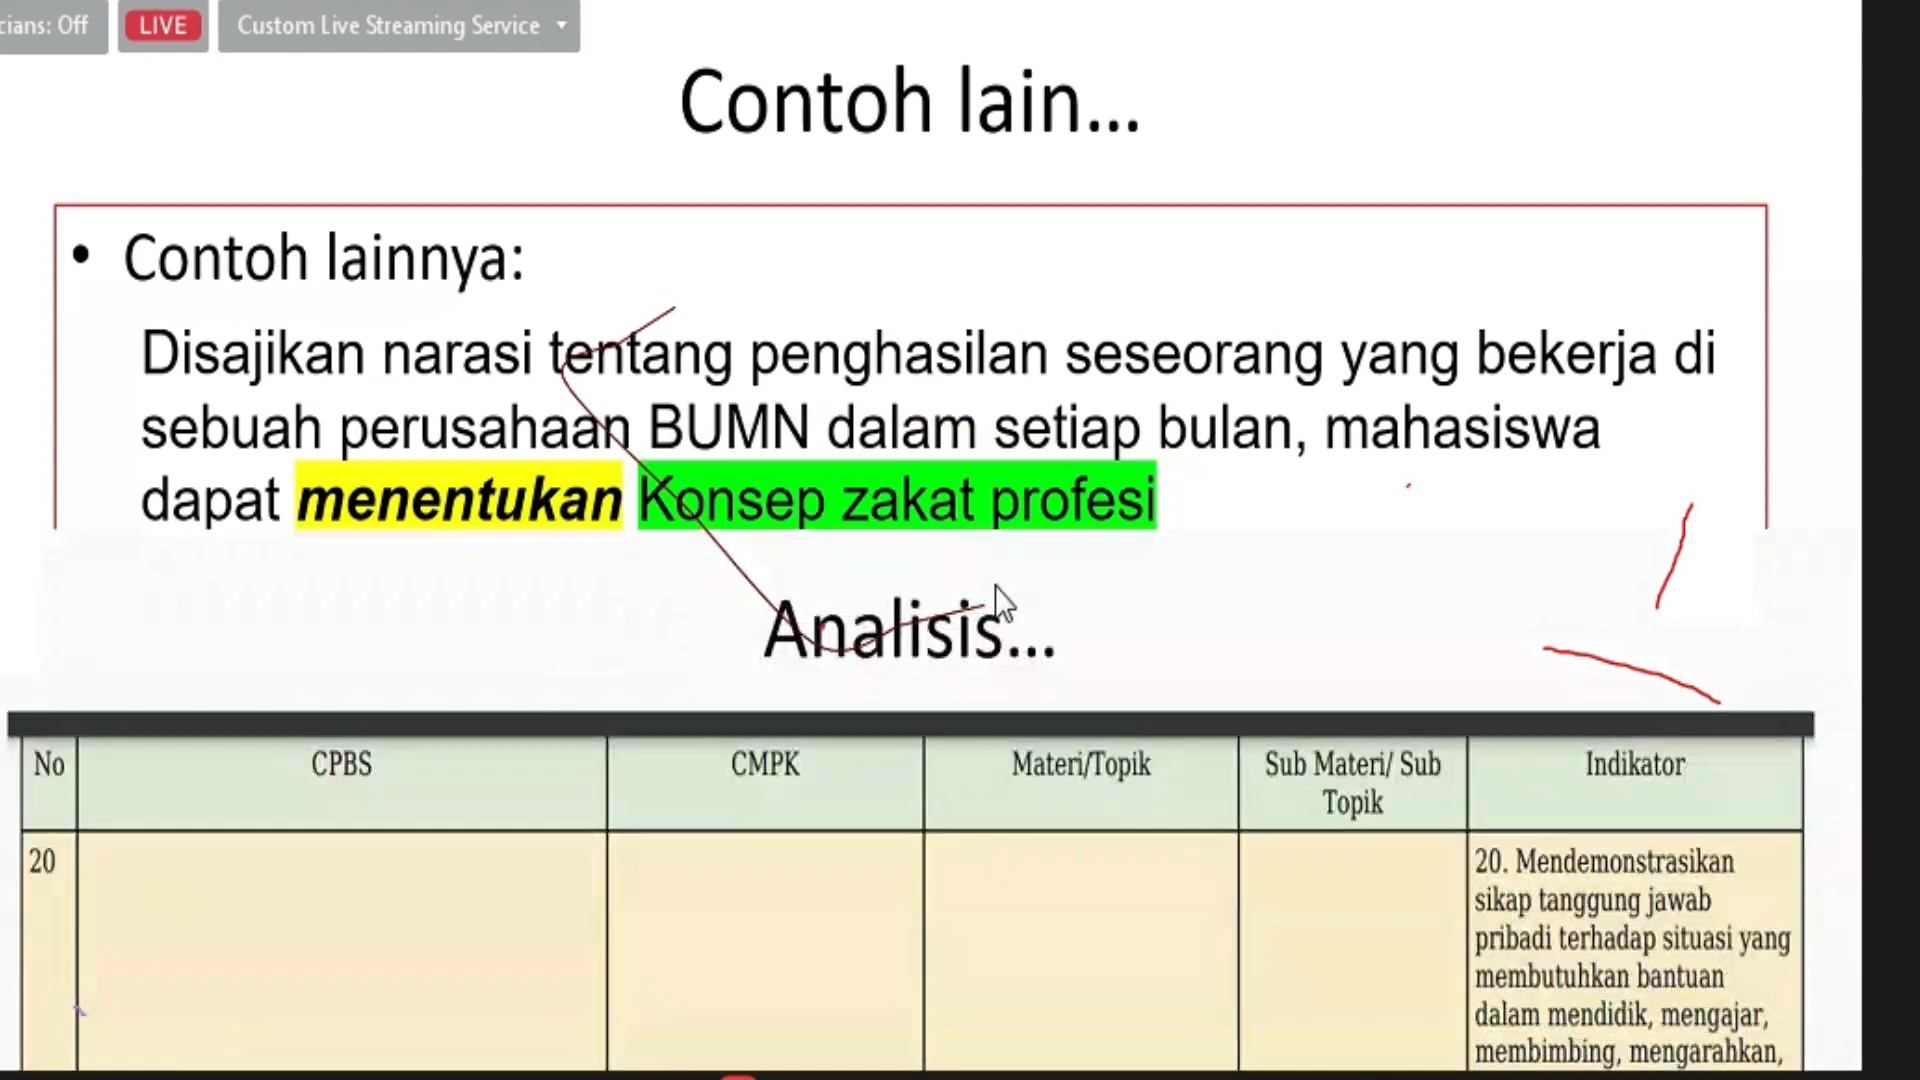 cians: Off
LIVE
Custom Live Streaming Service
Contoh lain...
• Contoh lainnya:
Disajikan narasi tentang penghasilan seseorang yang bekerja di
sebuah perusahaan BUMN dalam setiap bulan, mahasiswa
dapat menentukan Konsep zakat profesi
Analisis...
No
CPBS
CMPK
Materi/Topik
Sub Materi/ Sub
Topik
Indikator
20
20. Mendemonstrasikan
sikap tanggung jawab
pribadi terhadap situasi yang
membutuhkan bantuan
dalam mendidik, mengajar,
membimbing, mengarahkan,